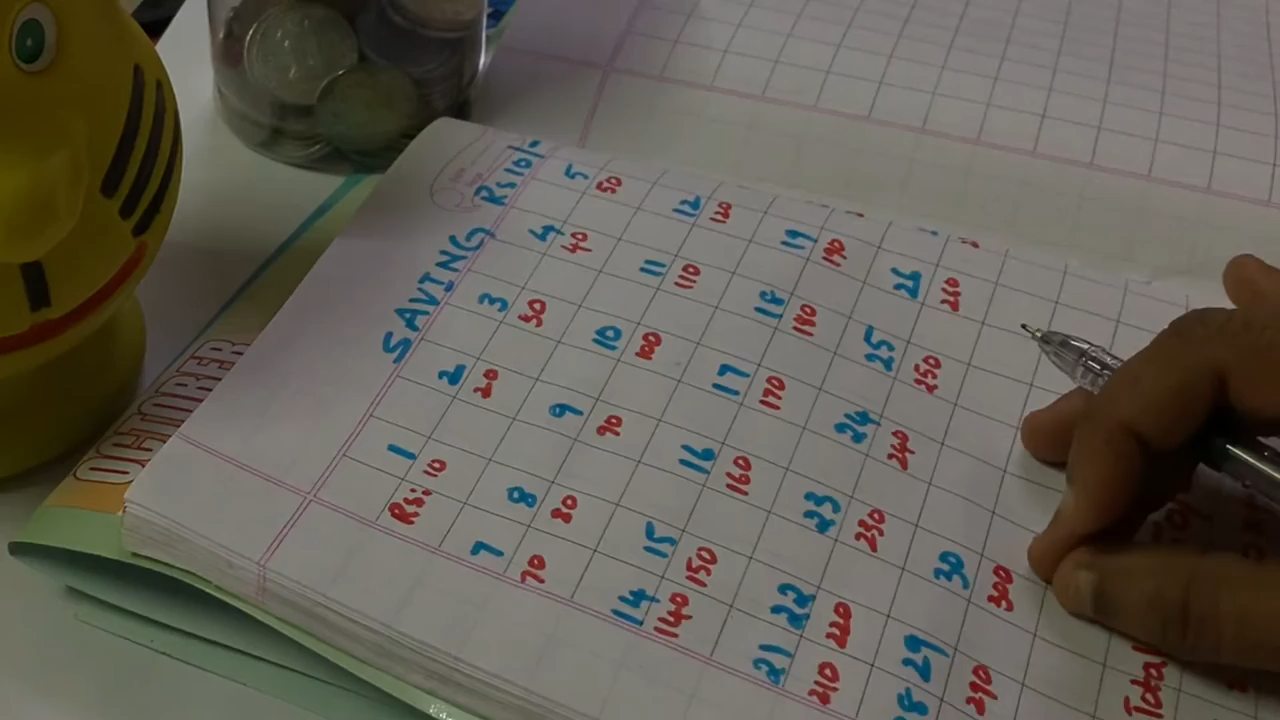 OCTOBER
SAVING Rs 10/-
1 2 3 4 5
Rs: 10 20 30 40 50
7 8 9 10 11 12
70 80 90 100 110 120
14 15 16 17 18 19
140 150 160 170 180 190
21 22 23 24 25 26
210 220 230 240 250 260
29 30
290 300
Total